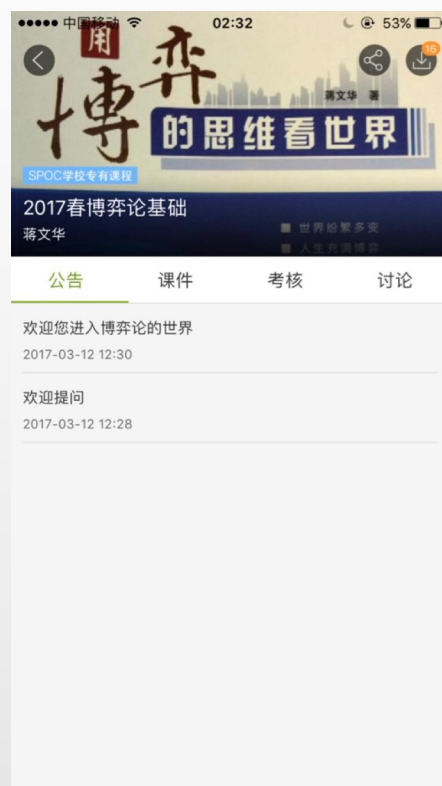 中国移动 02:32 53%
16
用
博弈
蒋文华 著
的思维看世界
SPOC学校专有课程
2017春博弈论基础
世界纷繁多变
蒋文华
人生充满博弈
公告 课件 考核 讨论
欢迎您进入博弈论的世界
2017-03-12 12:30
欢迎提问
2017-03-12 12:28